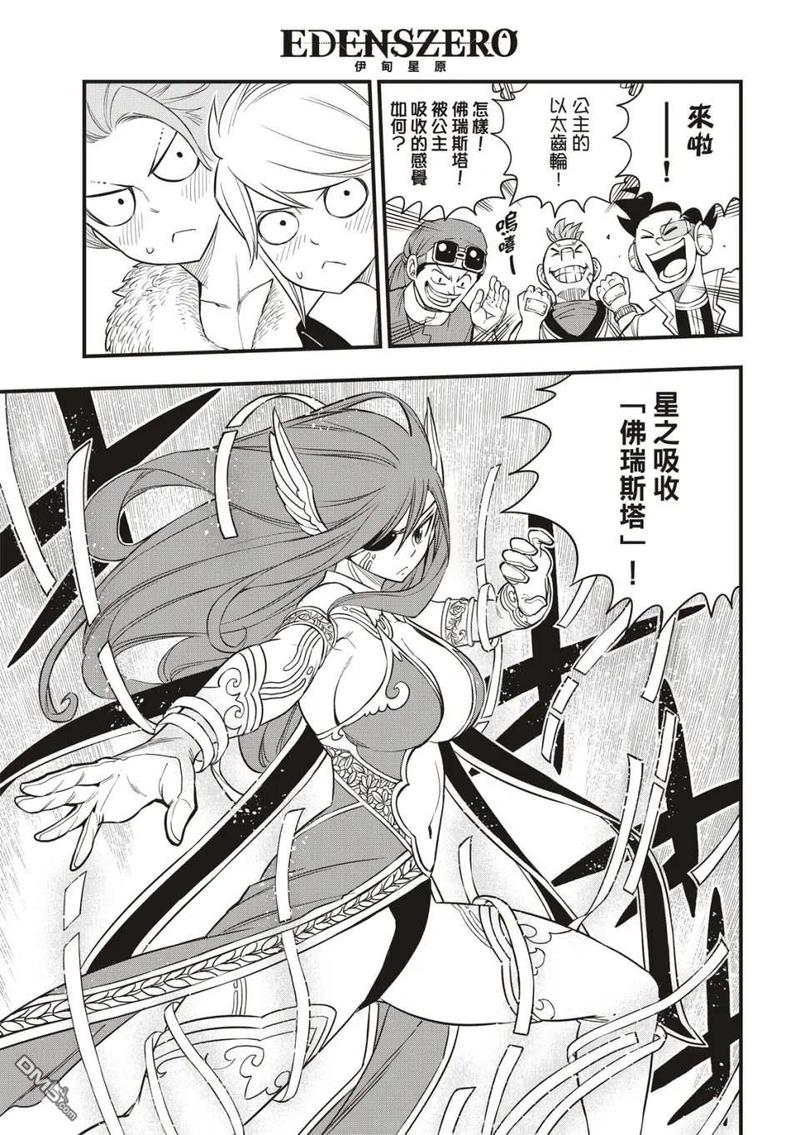 EDENSZERO
伊甸星原
來啦
——！
公主的
以太齒輪！
嗚嘻—
怎樣！
佛瑞斯塔！
被公主
吸收的感覺
如何？
星之吸收
「佛瑞斯塔」！
DM5.com